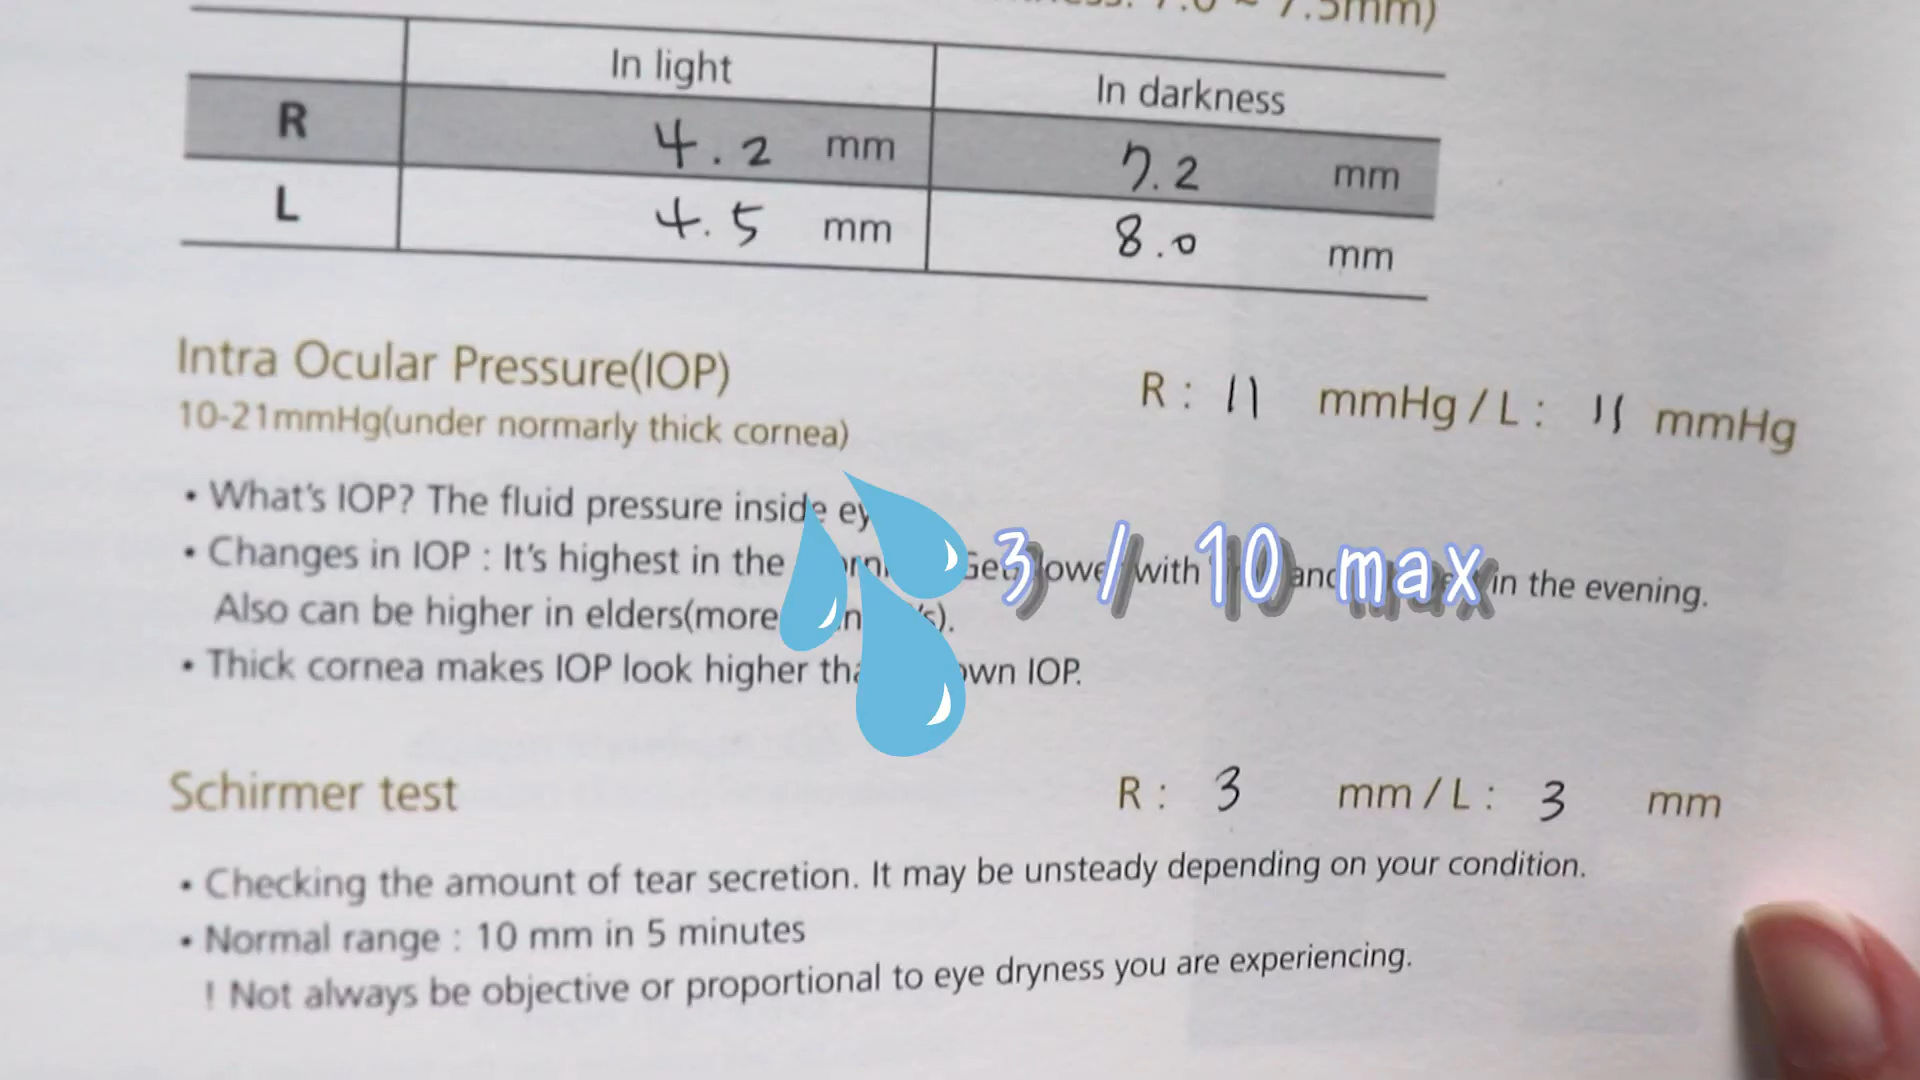 7.5mm)
In light In darkness
R 4.2 mm 7.2 mm
L 4.5 mm 8.0 mm
Intra Ocular Pressure(IOP)
R : 11 mmHg / L : 11 mmHg
10-21mmHg(under normarly thick cornea)
• What's IOP? The fluid pressure inside
• Changes in IOP : It's highest in the with and in the evening.
3 / 10 max
Also can be higher in elders(more
• Thick cornea makes IOP look higher own IOP.
Schirmer test R : 3 mm / L : 3 mm
• Checking the amount of tear secretion. It may be unsteady depending on your condition.
• Normal range : 10 mm in 5 minutes
! Not always be objective or proportional to eye dryness you are experiencing.